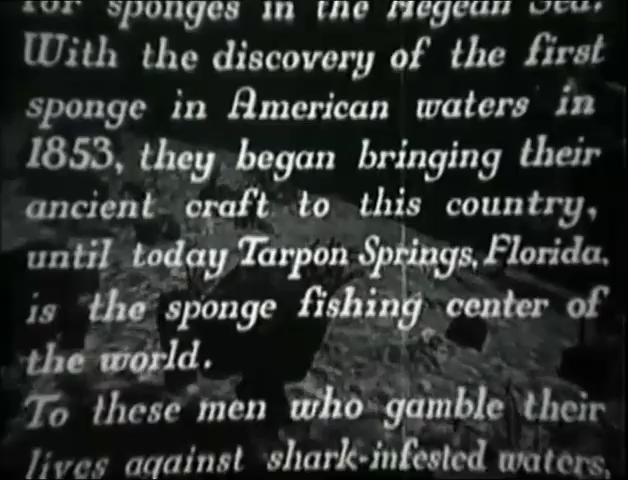 for sponges in the Aegean Sea.
With the discovery of the first
sponge in American waters in
1853, they began bringing their
ancient craft to this country,
until today Tarpon Springs, Florida,
is the sponge fishing center of
the world.
To these men who gamble their
lives against shark-infested waters,